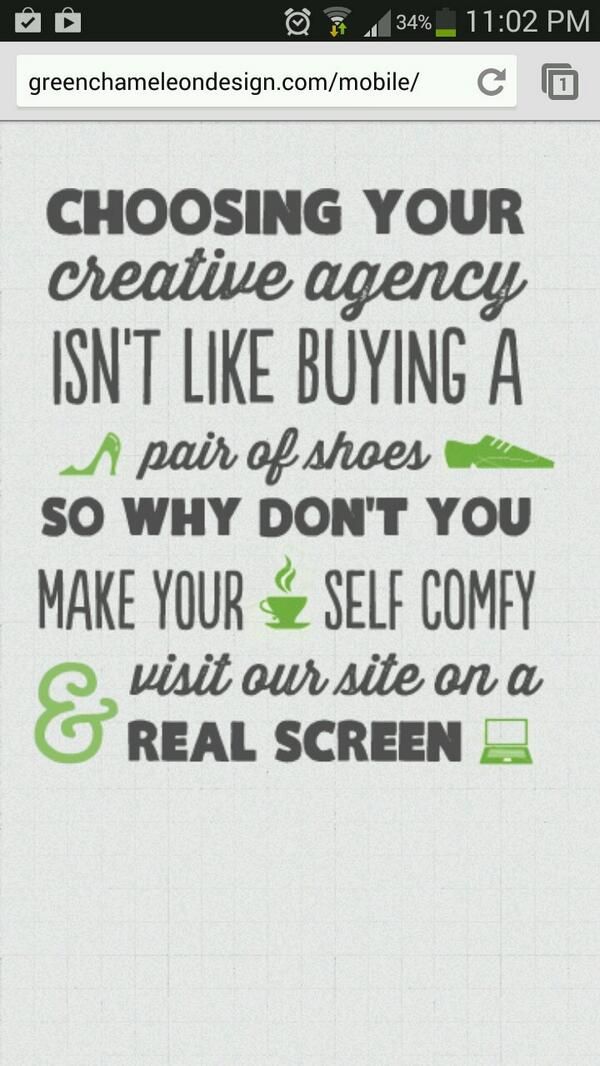 34% 11:02 PM
greenchameleondesign.com/mobile/ 1
CHOOSING YOUR
creative agency
ISN'T LIKE BUYING A
pair of shoes
SO WHY DON'T YOU
MAKE YOUR SELF COMFY
& visit our site on a
REAL SCREEN